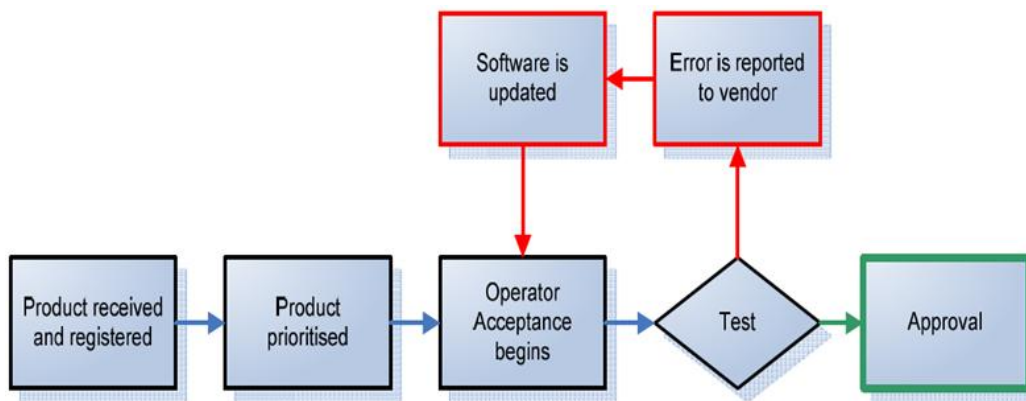 Software is
updated
Error is reported
to vendor
Product received
and registered
Product
prioritised
Operator
Acceptance
begins
Test
Approval